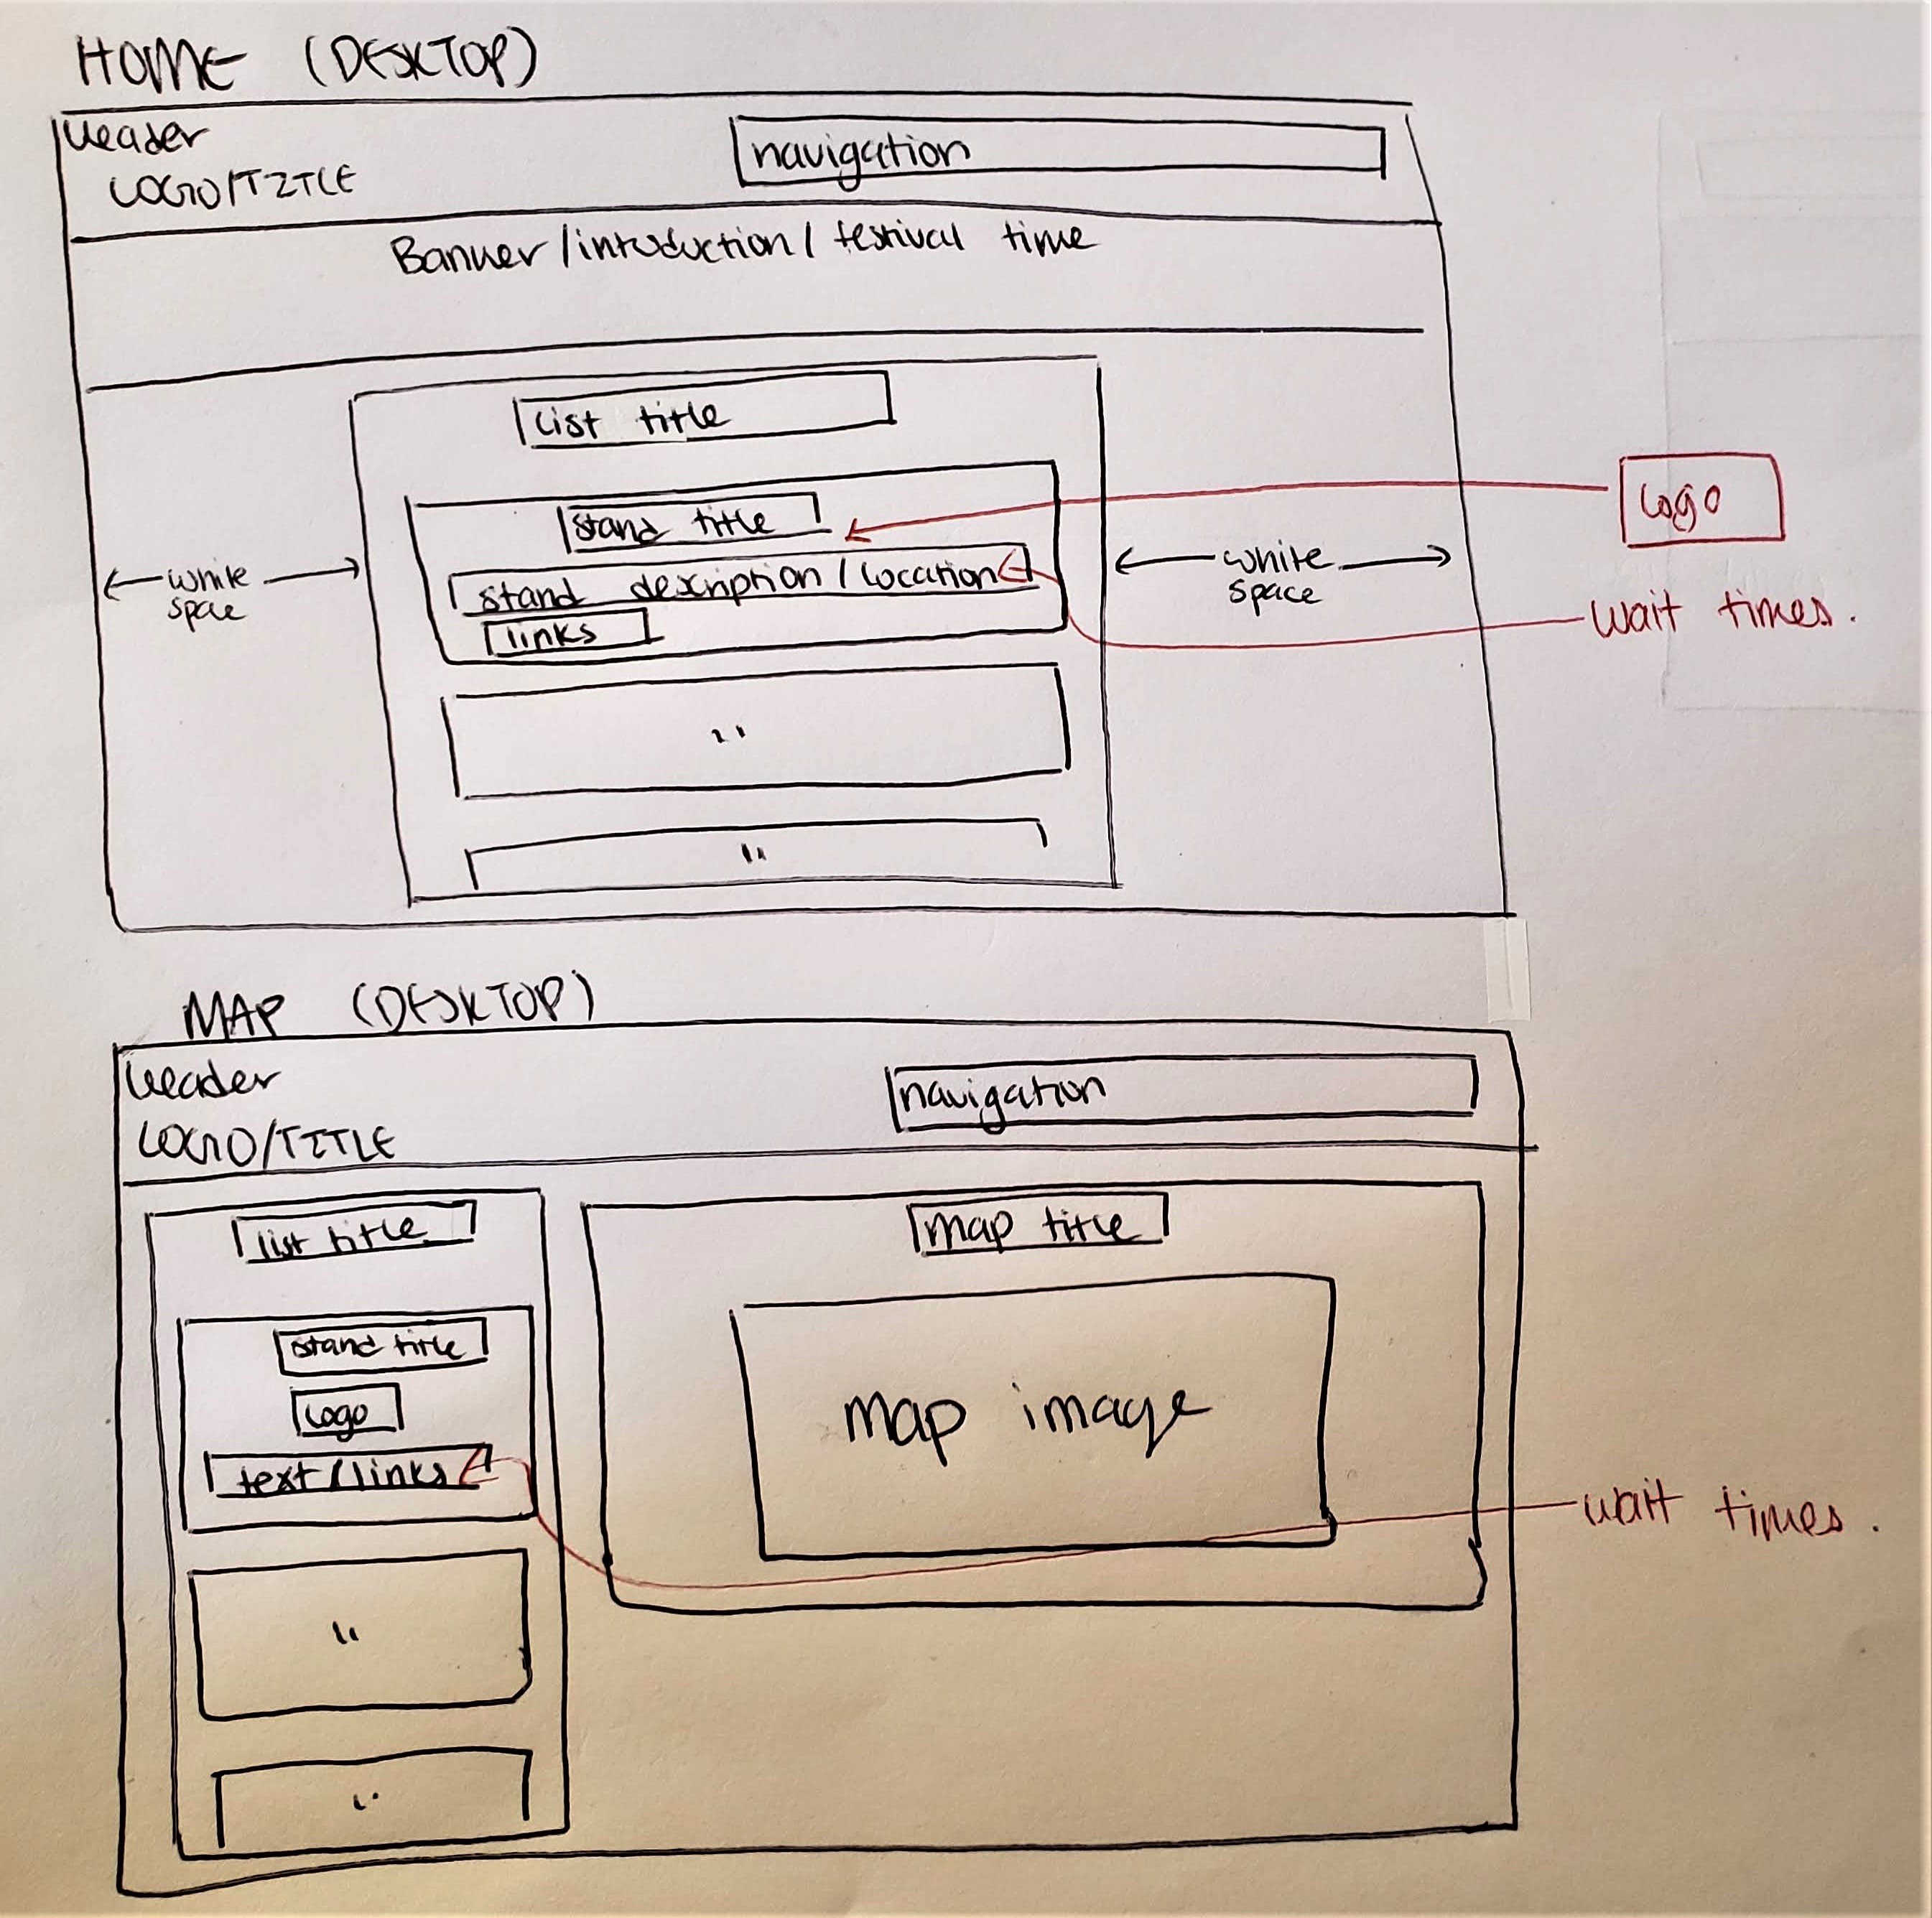 HOME (DESKTOP)
Header
LOGO/TITLE
navigation
Banner/introduction/festival time
list title
stand title
logo
stand description/location
links
white
space
white
space
wait times.
"
"
MAP (DESKTOP)
Header
LOGO/TITLE
navigation
list title
map title
stand title
logo
text/links
map image
wait times.
"
"